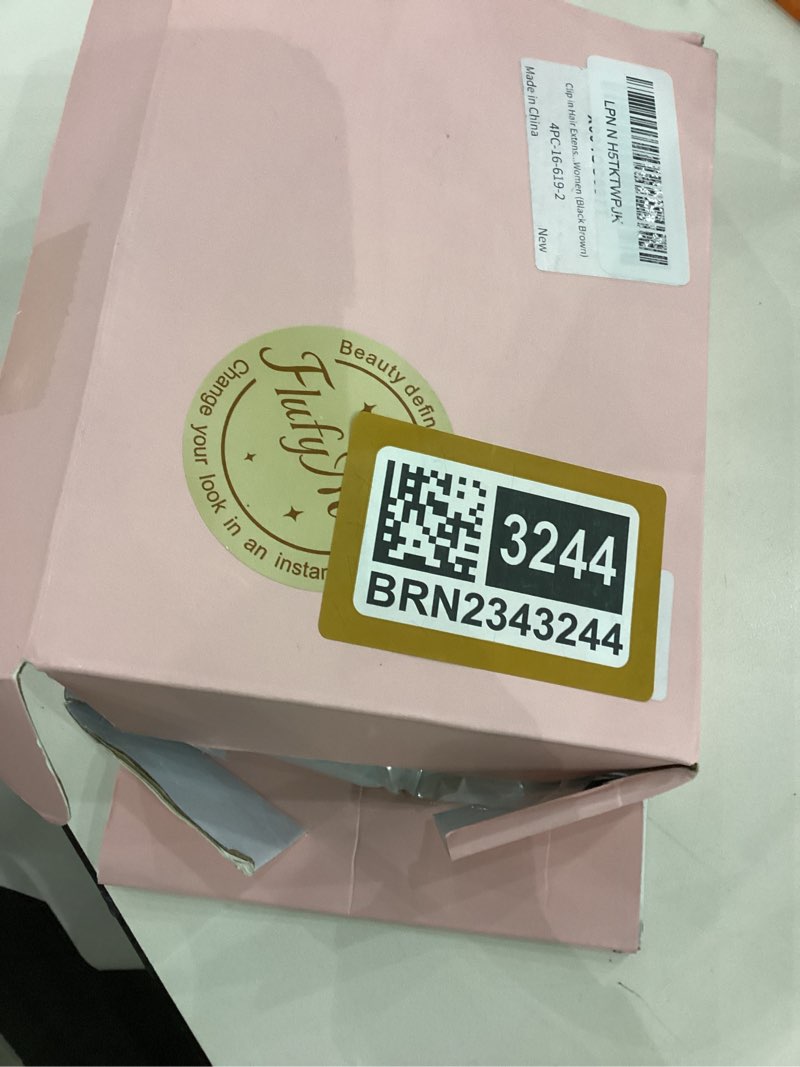 LPN N H5TKTWPJK
Clip in Hair Extens...Women (Black Brown)
4PC-16-619-2
Made in China
New
Beauty defin
Flufy
Change your look in an instan
3244
BRN2343244